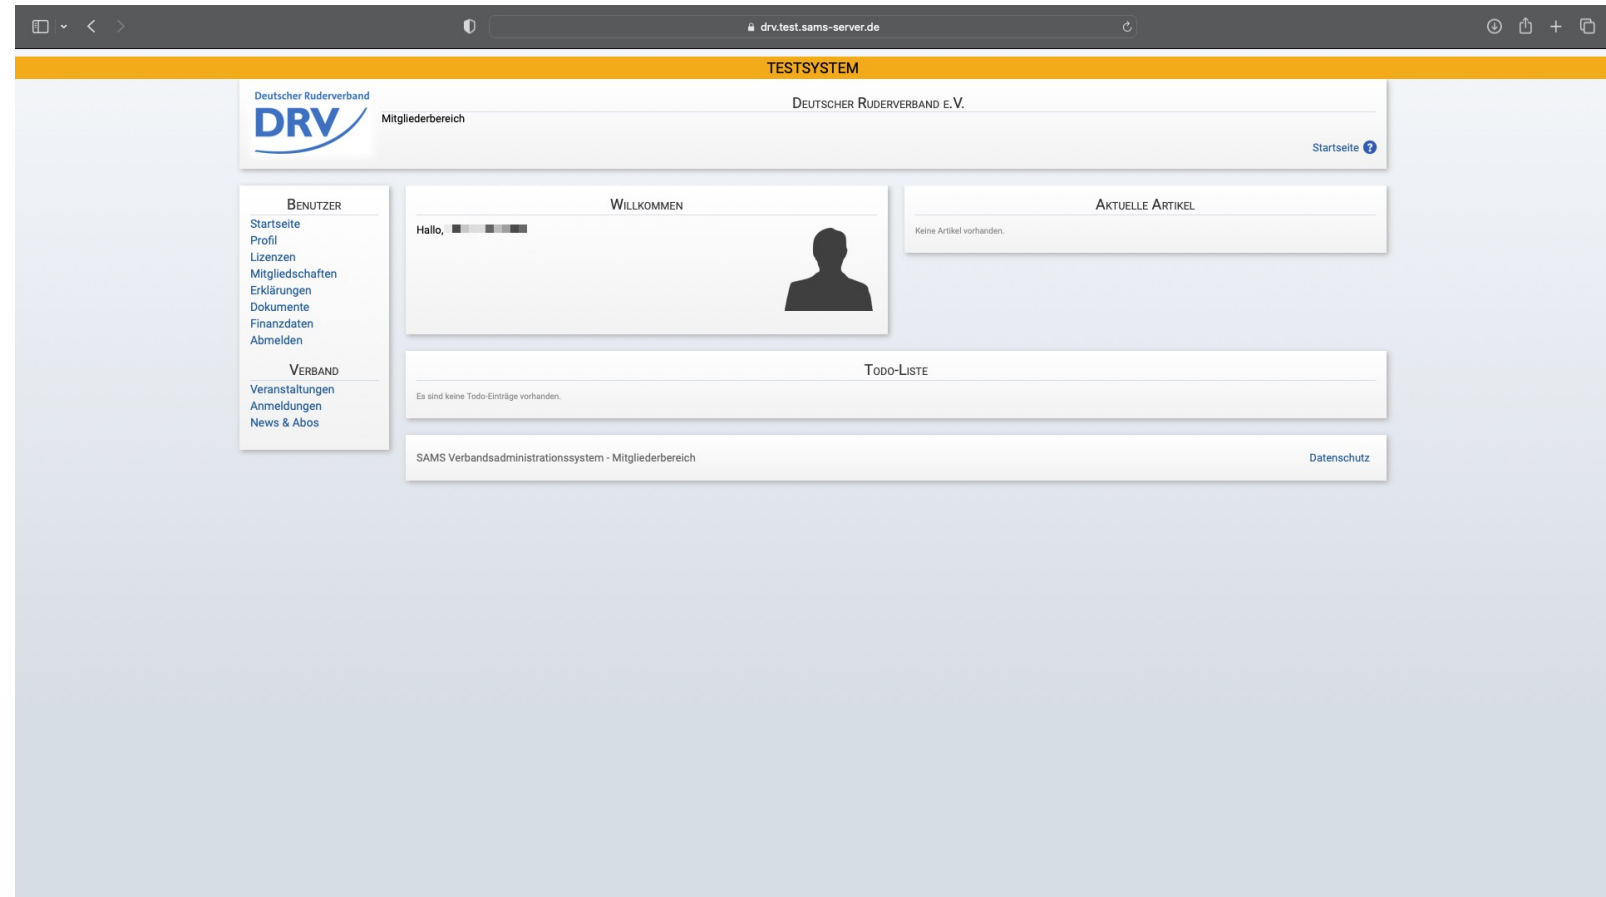 drv.test.sams-server.de
TESTSYSTEM
Deutscher Ruderverband
DRV
Deutscher Ruderverband e.V.
Mitgliederbereich
Startseite ?
Benutzer
Startseite
Profil
Lizenzen
Mitgliedschaften
Erklärungen
Dokumente
Finanzdaten
Abmelden
Verband
Veranstaltungen
Anmeldungen
News & Abos
Willkommen
Hallo,
Aktuelle Artikel
Keine Artikel vorhanden.
Todo-Liste
Es sind keine Todo-Einträge vorhanden.
SAMS Verbandsadministrationssystem - Mitgliederbereich
Datenschutz